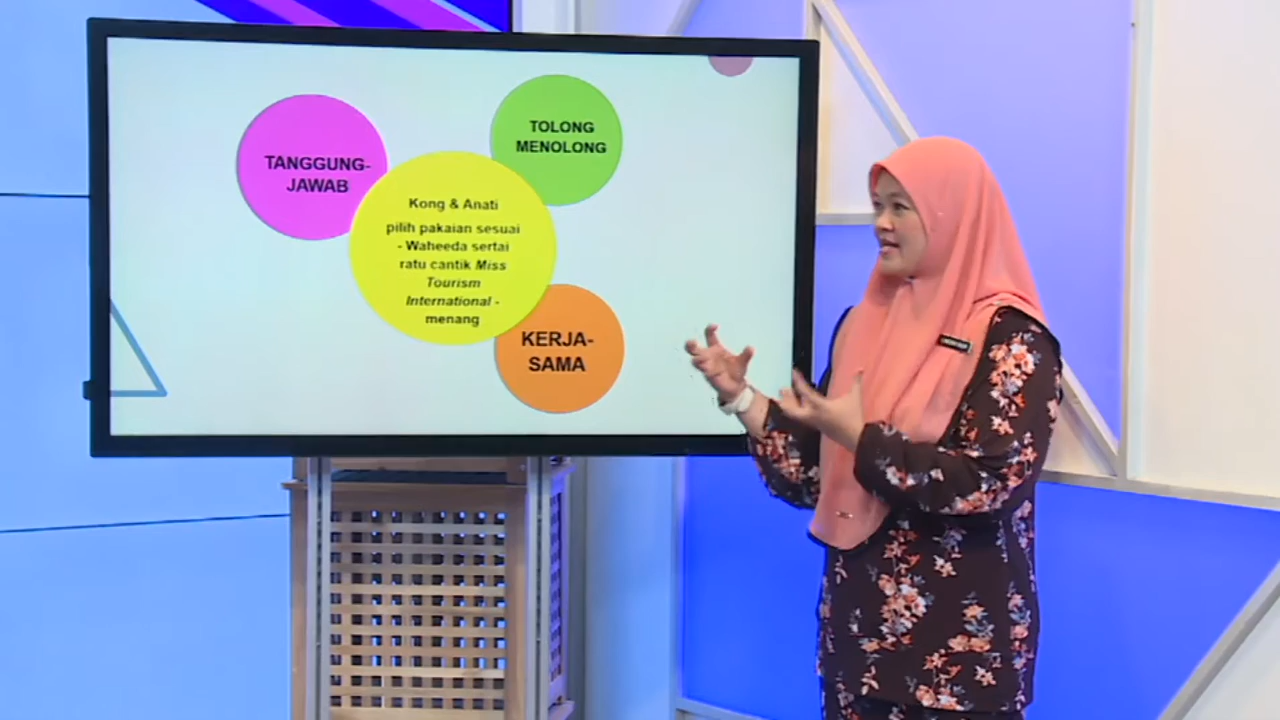 TANGGUNG-
JAWAB
TOLONG
MENOLONG
Kong & Anati
pilih pakaian sesuai
- Waheeda sertai
ratu cantik Miss
Tourism
International -
menang
KERJA-
SAMA